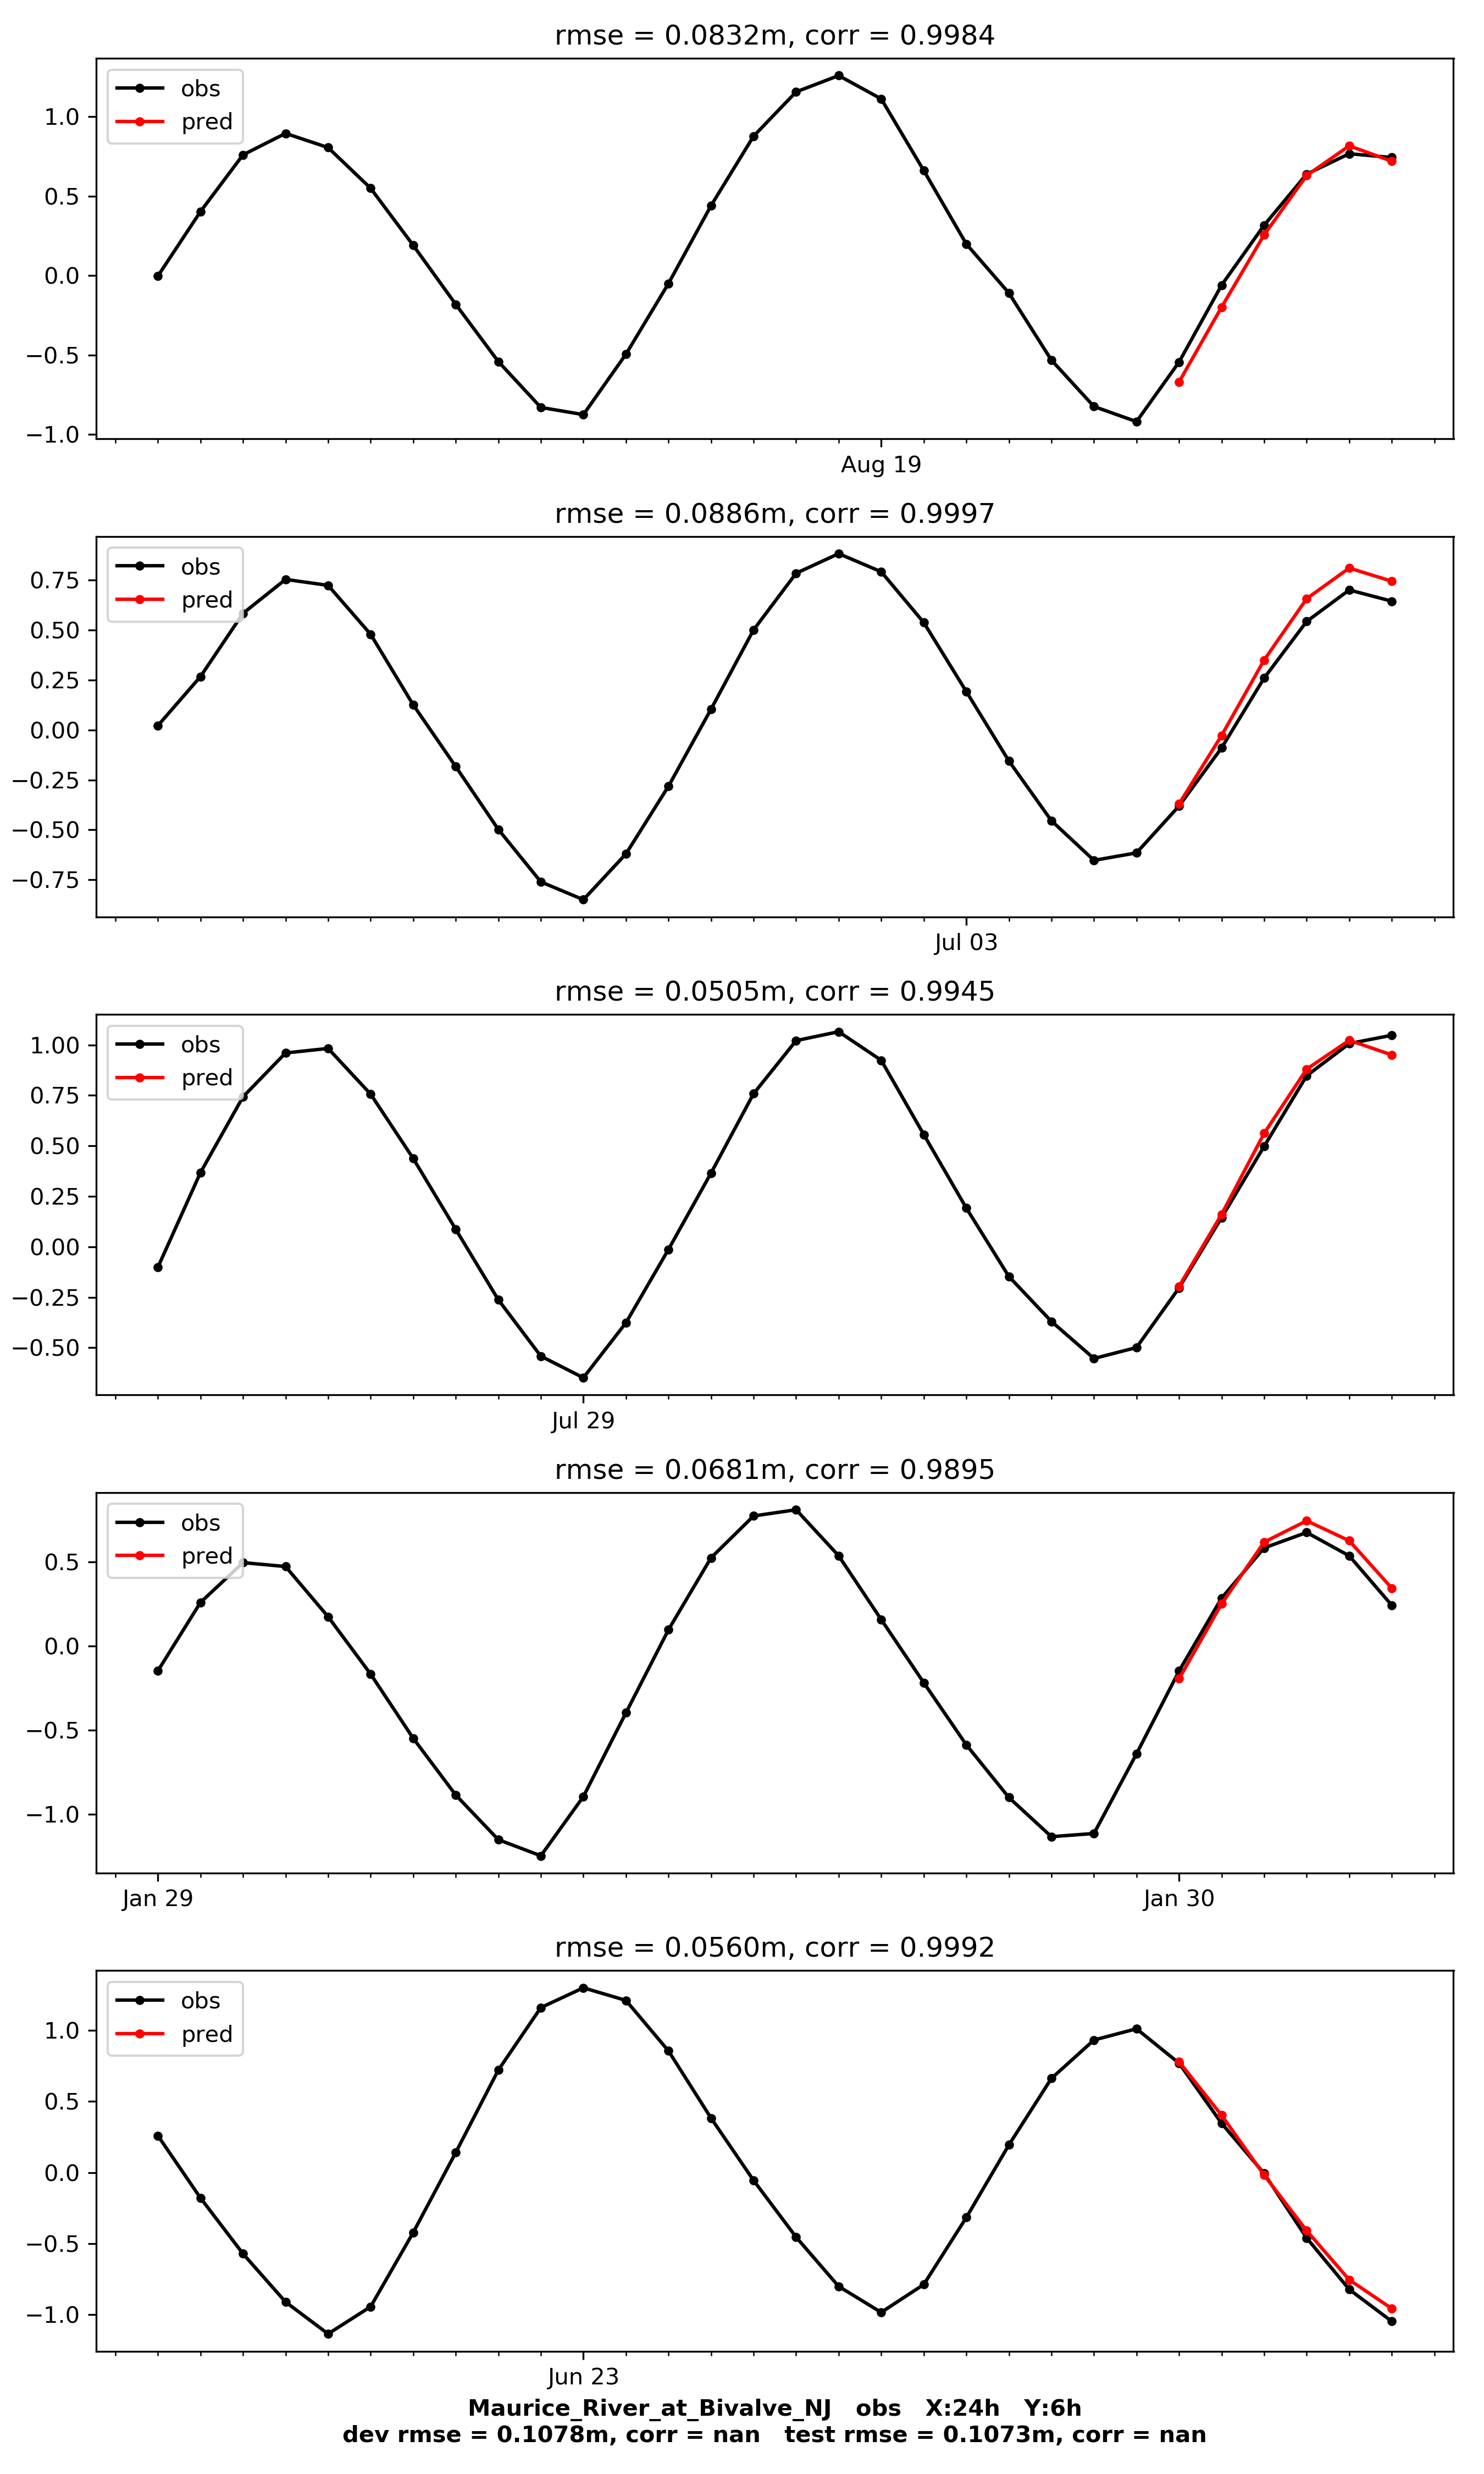 rmse = 0.0832m, corr = 0.9984
obs
pred
1.0
0.5
0.0
−0.5
−1.0
Aug 19
rmse = 0.0886m, corr = 0.9997
obs
pred
0.75
0.50
0.25
0.00
−0.25
−0.50
−0.75
Jul 03
rmse = 0.0505m, corr = 0.9945
obs
pred
1.00
0.75
0.50
0.25
0.00
−0.25
−0.50
Jul 29
rmse = 0.0681m, corr = 0.9895
obs
pred
0.5
0.0
−0.5
−1.0
Jan 29 Jan 30
rmse = 0.0560m, corr = 0.9992
obs
pred
1.0
0.5
0.0
−0.5
−1.0
Jun 23
Maurice_River_at_Bivalve_NJ obs X:24h Y:6h
dev rmse = 0.1078m, corr = nan test rmse = 0.1073m, corr = nan